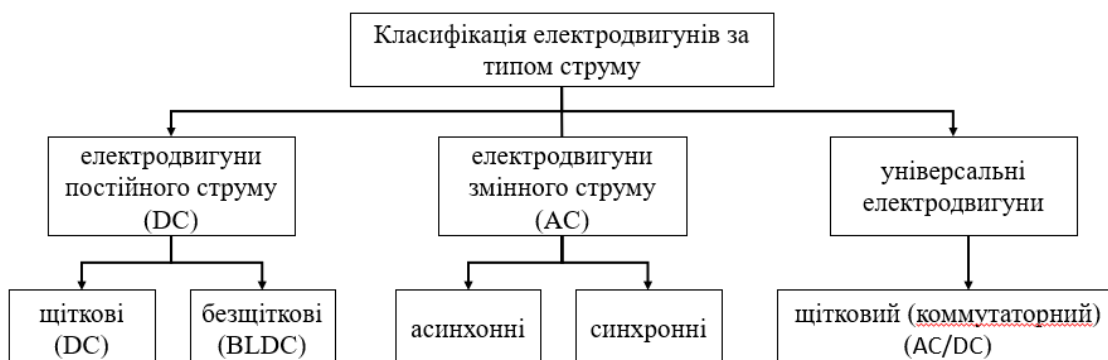 Класифікація електродвигунів за
типом струму
електродвигуни
постійного струму
(DC)
електродвигуни
змінного струму
(AC)
універсальні
електродвигуни
щіткові
(DC)
безщіткові
(BLDC)
асинхонні
синхронні
щітковий (коммутаторний)
(AC/DC)